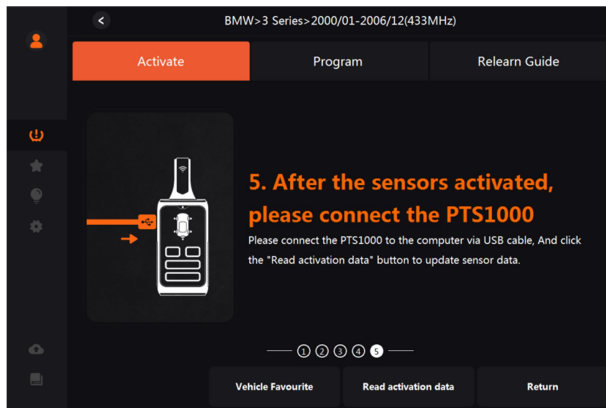 BMW>3 Series>2000/01-2006/12(433MHz)
Activate
Program
Relearn Guide
5. After the sensors activated,
please connect the PTS1000
Please connect the PTS1000 to the computer via USB cable, And click
the "Read activation data" button to update sensor data.
1 2 3 4 5
Vehicle Favourite
Read activation data
Return